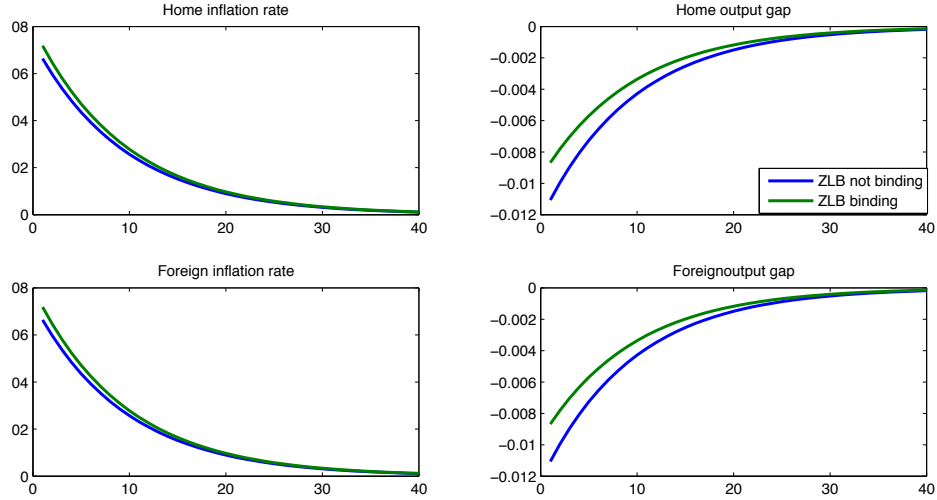 Home inflation rate
08
06
04
02
0
0 10 20 30 40
Home output gap
0
−0.002
−0.004
−0.006
−0.008
−0.01
−0.012
0 10 20 30 40
ZLB not binding
ZLB binding
Foreign inflation rate
08
06
04
02
0
0 10 20 30 40
Foreignoutput gap
0
−0.002
−0.004
−0.006
−0.008
−0.01
−0.012
0 10 20 30 40